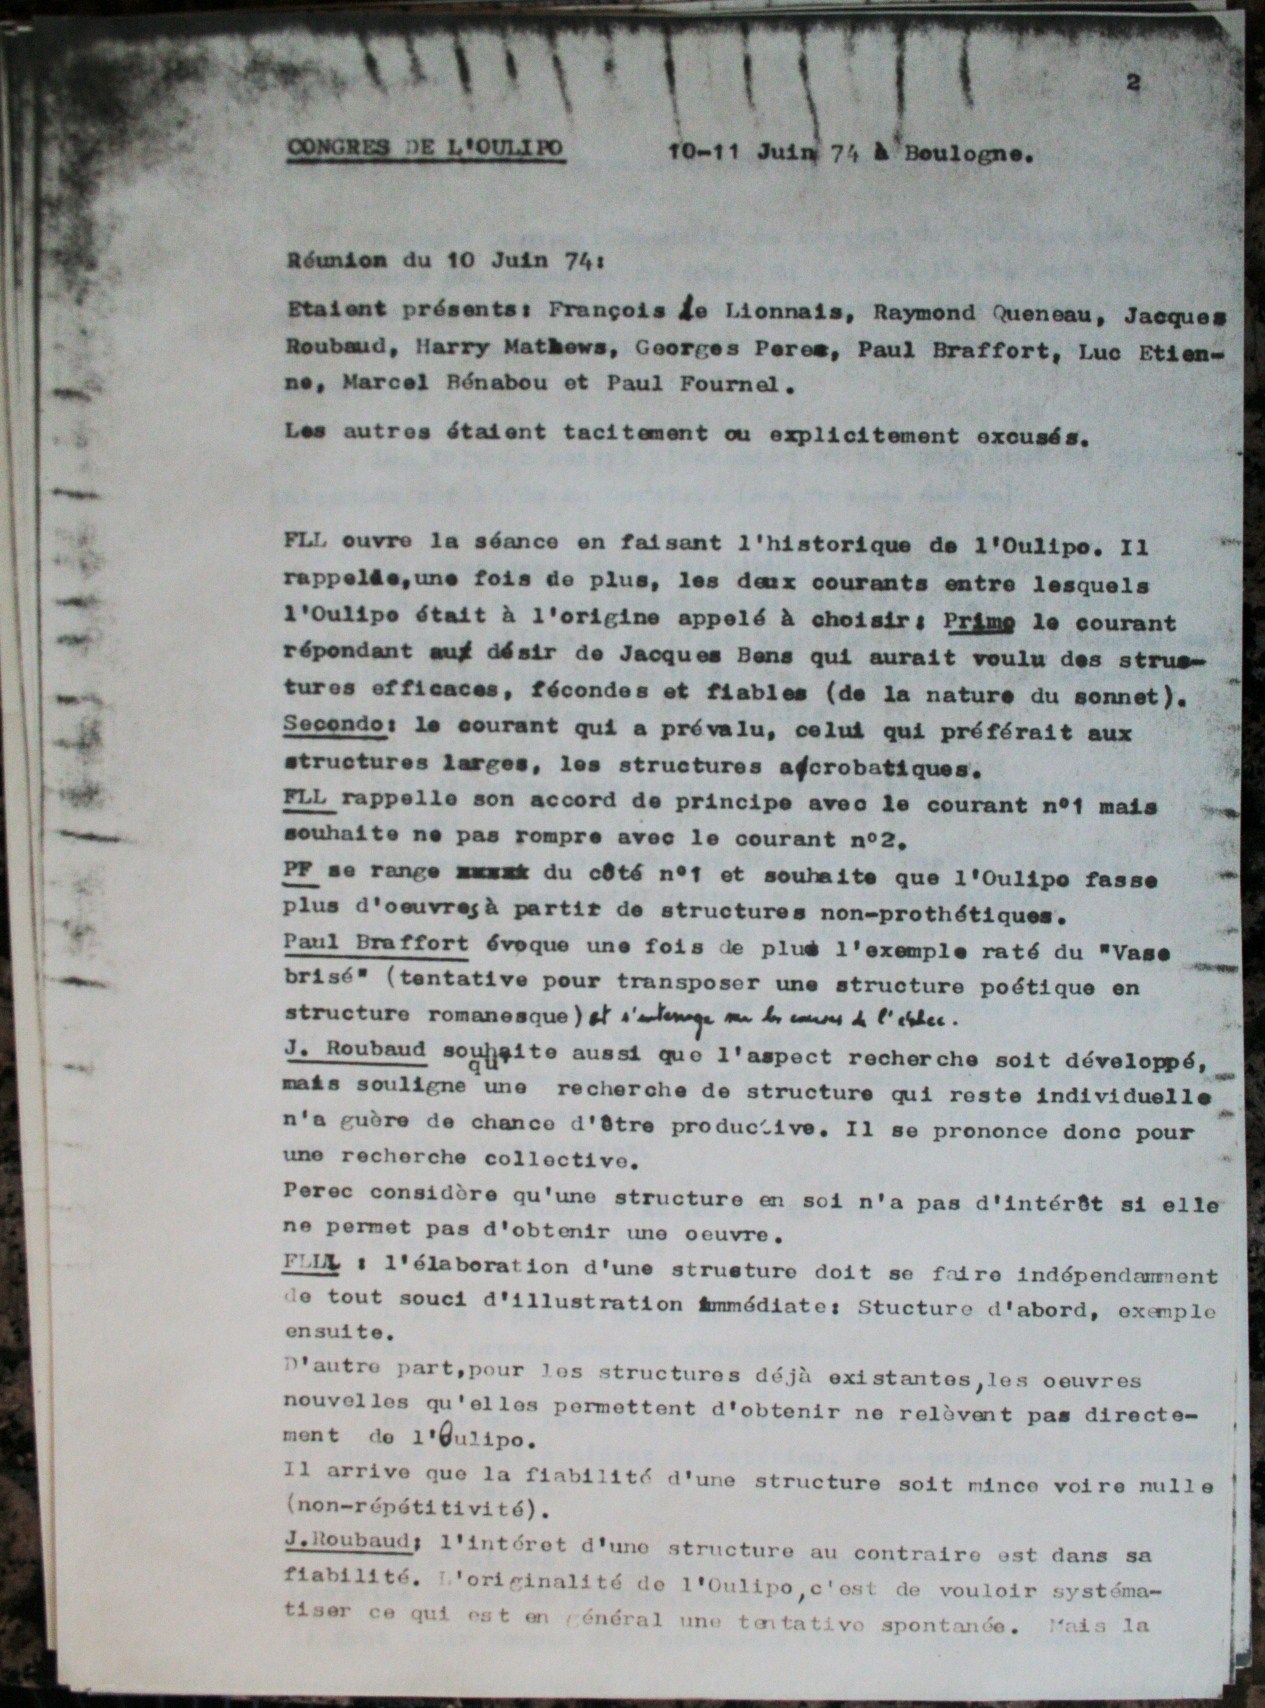 2
CONGRES DE L'OULIPO 10-11 Juin 74 à Boulogne.
Réunion du 10 Juin 74:
Etaient présents: François Le Lionnais, Raymond Queneau, Jacques
Roubaud, Harry Mathews, Georges Perec, Paul Braffort, Luc Etien-
ne, Marcel Bénabou et Paul Fournel.
Les autres étaient tacitement ou explicitement excusés.
FLL ouvre la séance en faisant l'historique de l'Oulipo. Il
rappelle,une fois de plus, les deux courants entre lesquels
l'Oulipo était à l'origine appelé à choisir: Primo le courant
répondant au désir de Jacques Bens qui aurait voulu des struc-
tures efficaces, fécondes et fiables (de la nature du sonnet).
Secondo: le courant qui a prévalu, celui qui préférait aux
structures larges, les structures acrobatiques.
FLL rappelle son accord de principe avec le courant n°1 mais
souhaite ne pas rompre avec le courant n°2.
PF se range du côté n°1 et souhaite que l'Oulipo fasse
plus d'oeuvres à partir de structures non-prothétiques.
Paul Braffort évoque une fois de plus l'exemple raté du "Vase
brisé" (tentative pour transposer une structure poétique en
structure romanesque) et s'interroge sur les causes de l'échec.
J. Roubaud souhaite aussi que l'aspect recherche soit développé,
mais souligne qu'une recherche de structure qui reste individuelle
n'a guère de chance d'être productive. Il se prononce donc pour
une recherche collective.
Perec considère qu'une structure en soi n'a pas d'intérêt si elle
ne permet pas d'obtenir une oeuvre.
FLL : l'élaboration d'une structure doit se faire indépendamment
de tout souci d'illustration immédiate: Stucture d'abord, exemple
ensuite.
D'autre part,pour les structures déjà existantes,les oeuvres
nouvelles qu'elles permettent d'obtenir ne relèvent pas directe-
ment de l'Oulipo.
Il arrive que la fiabilité d'une structure soit mince voire nulle
(non-répétitivité).
J.Roubaud: l'intéret d'une structure au contraire est dans sa
fiabilité. L'originalité de l'Oulipo,c'est de vouloir systéma-
tiser ce qui est en général une tentative spontanée. Mais la